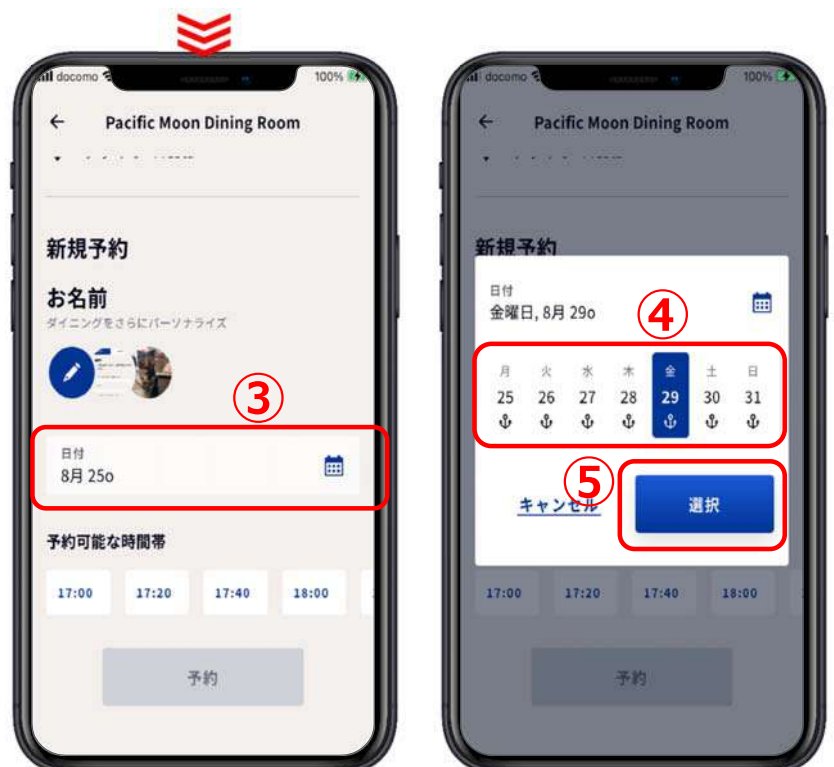 docomo
100%
← Pacific Moon Dining Room
新規予約
お名前
ダイニングをさらにパーソナライズ
③
日付
8月 25o
予約可能な時間帯
17:00 17:20 17:40 18:00
予約
docomo
100%
← Pacific Moon Dining Room
新規予約
日付
金曜日, 8月 29o
④
月 火 水 木 金 土 日
25 26 27 28 29 30 31
⑤
キャンセル
選択
17:00 17:20 17:40 18:00
予約